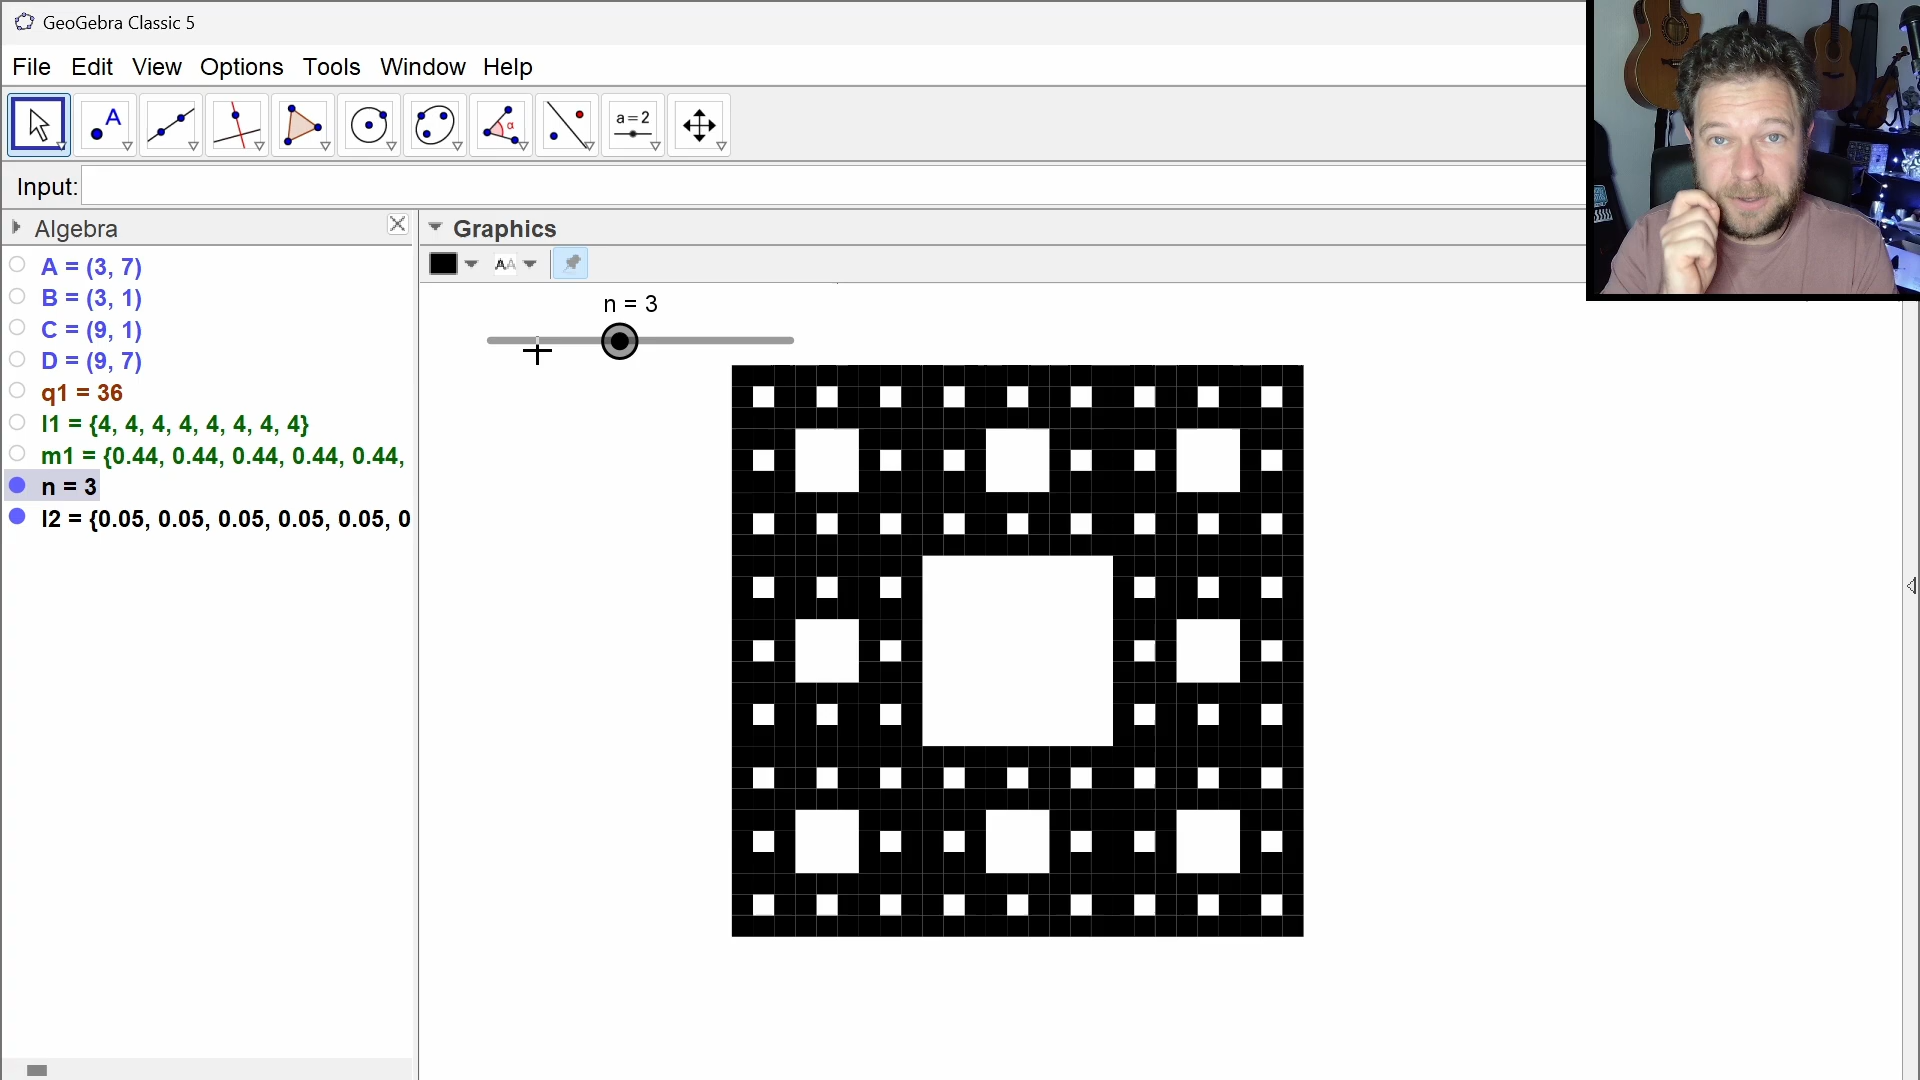 GeoGebra Classic 5
File Edit View Options Tools Window Help
A
α
a=2
Input:
Algebra
Graphics
AA
A = (3, 7)
B = (3, 1)
C = (9, 1)
D = (9, 7)
q1 = 36
l1 = {4, 4, 4, 4, 4, 4, 4, 4}
m1 = {0.44, 0.44, 0.44, 0.44, 0.44,
n = 3
l2 = {0.05, 0.05, 0.05, 0.05, 0.05, 0
n = 3